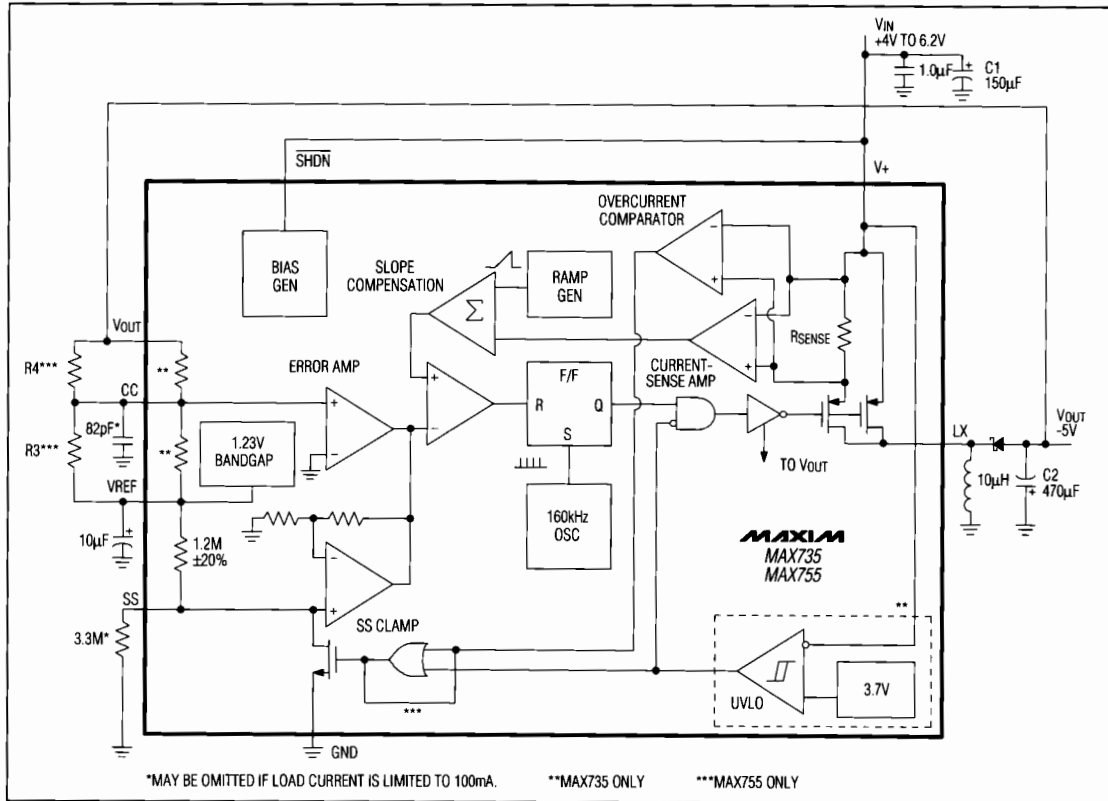 VIN
+4V TO 6.2V
1.0µF
+
C1
150µF
SHDN
V+
OVERCURRENT
COMPARATOR
BIAS
GEN
SLOPE
COMPENSATION
RAMP
GEN
−
+
Σ
−
+
RSENSE
VOUT
R4***
**
ERROR AMP
CURRENT-
SENSE AMP
CC
+
−
+
−
F/F
R
Q
S
82pF*
R3***
**
1.23V
BANDGAP
VREF
TO VOUT
LX
VOUT
-5V
10µH
C2
+
470µF
+
10µF
1.2M
±20%
160kHz
OSC
MAXIM
MAX735
MAX755
−
+
SS
3.3M*
SS CLAMP
**
3.7V
UVLO
***
GND
*MAY BE OMITTED IF LOAD CURRENT IS LIMITED TO 100mA. **MAX735 ONLY ***MAX755 ONLY